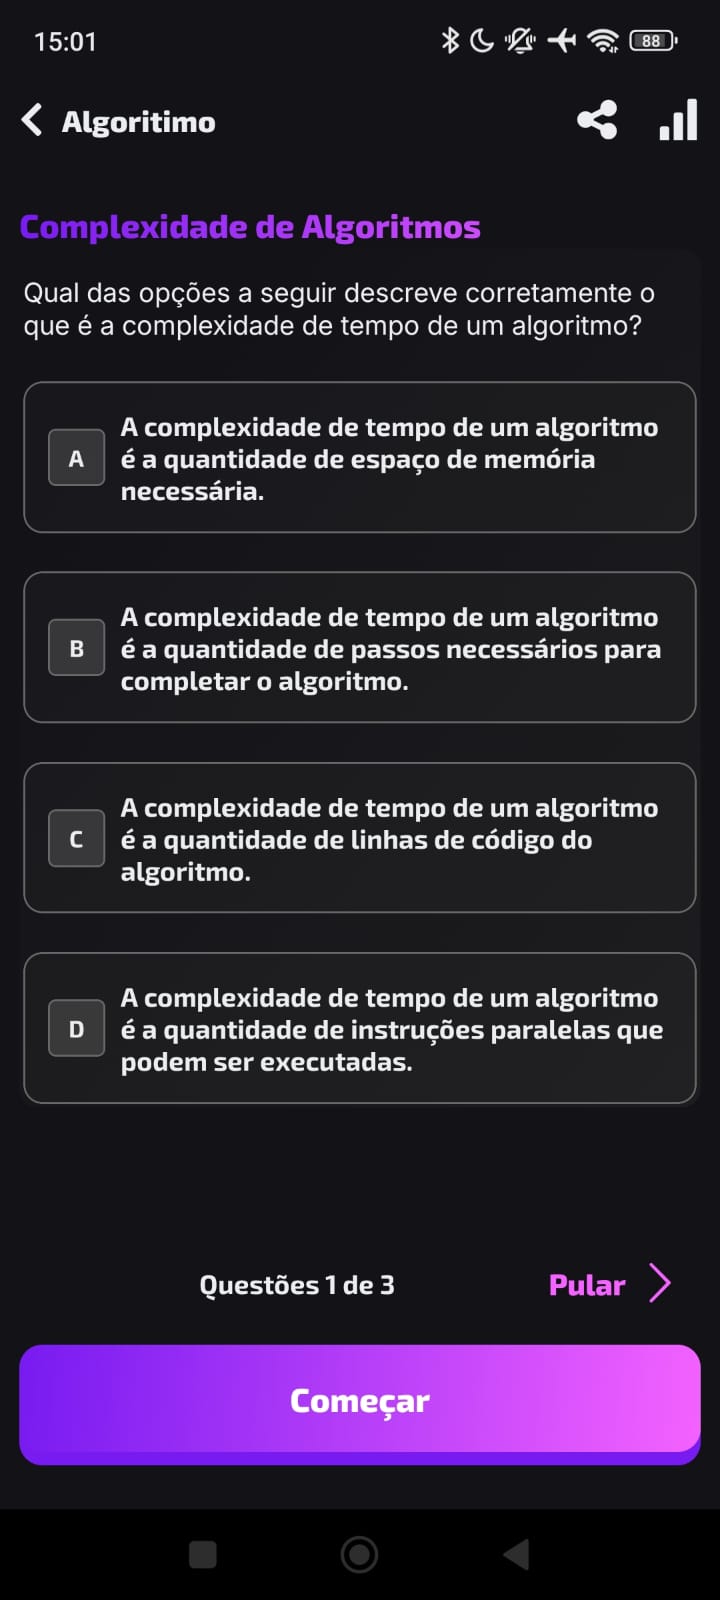 15:01
88
Algoritimo
Complexidade de Algoritmos
Qual das opções a seguir descreve corretamente o
que é a complexidade de tempo de um algoritmo?
A
A complexidade de tempo de um algoritmo
é a quantidade de espaço de memória
necessária.
B
A complexidade de tempo de um algoritmo
é a quantidade de passos necessários para
completar o algoritmo.
C
A complexidade de tempo de um algoritmo
é a quantidade de linhas de código do
algoritmo.
D
A complexidade de tempo de um algoritmo
é a quantidade de instruções paralelas que
podem ser executadas.
Questões 1 de 3
Pular
Começar